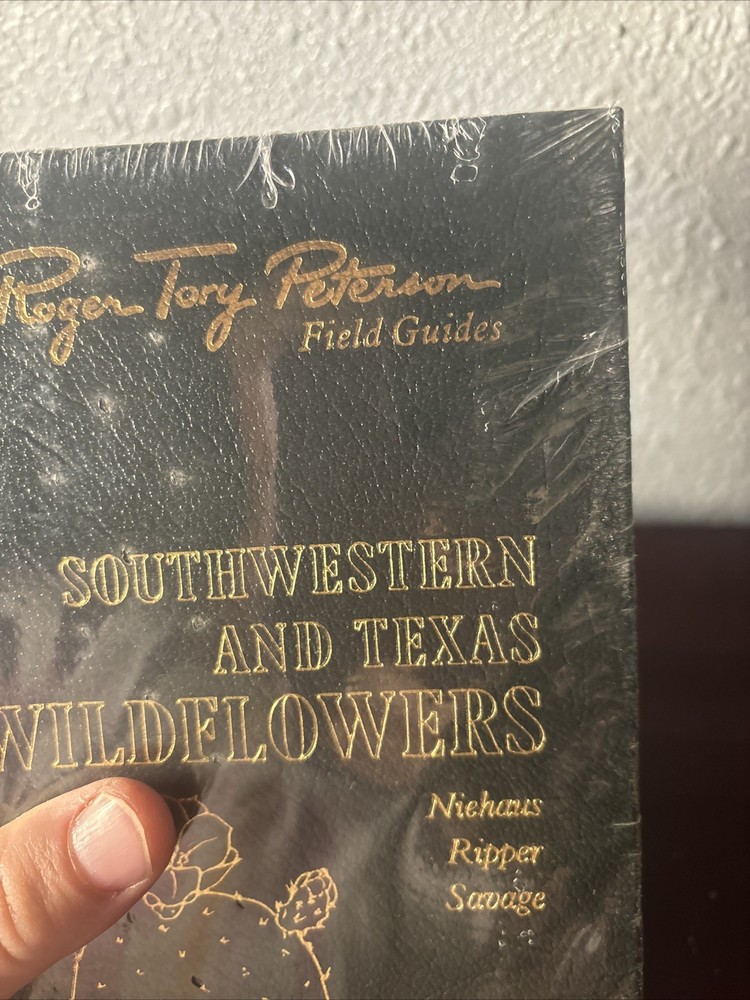 Roger Tory Peterson
Field Guides
SOUTHWESTERN
AND TEXAS
WILDFLOWERS
Niehaus
Ripper
Savage